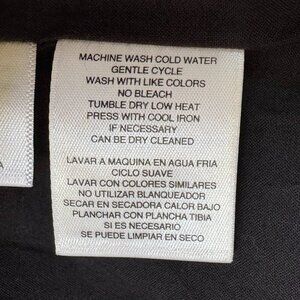 MACHINE WASH COLD WATER
GENTLE CYCLE
WASH WITH LIKE COLORS
NO BLEACH
TUMBLE DRY LOW HEAT
PRESS WITH COOL IRON
IF NECESSARY
CAN BE DRY CLEANED
LAVAR A MAQUINA EN AGUA FRIA
CICLO SUAVE
LAVAR CON COLORES SIMILARES
NO UTILIZAR BLANQUEADOR
SECAR EN SECADORA CALOR BAJO
PLANCHAR CON PLANCHA TIBIA
SI ES NECESARIO
SE PUEDE LIMPIAR EN SECO